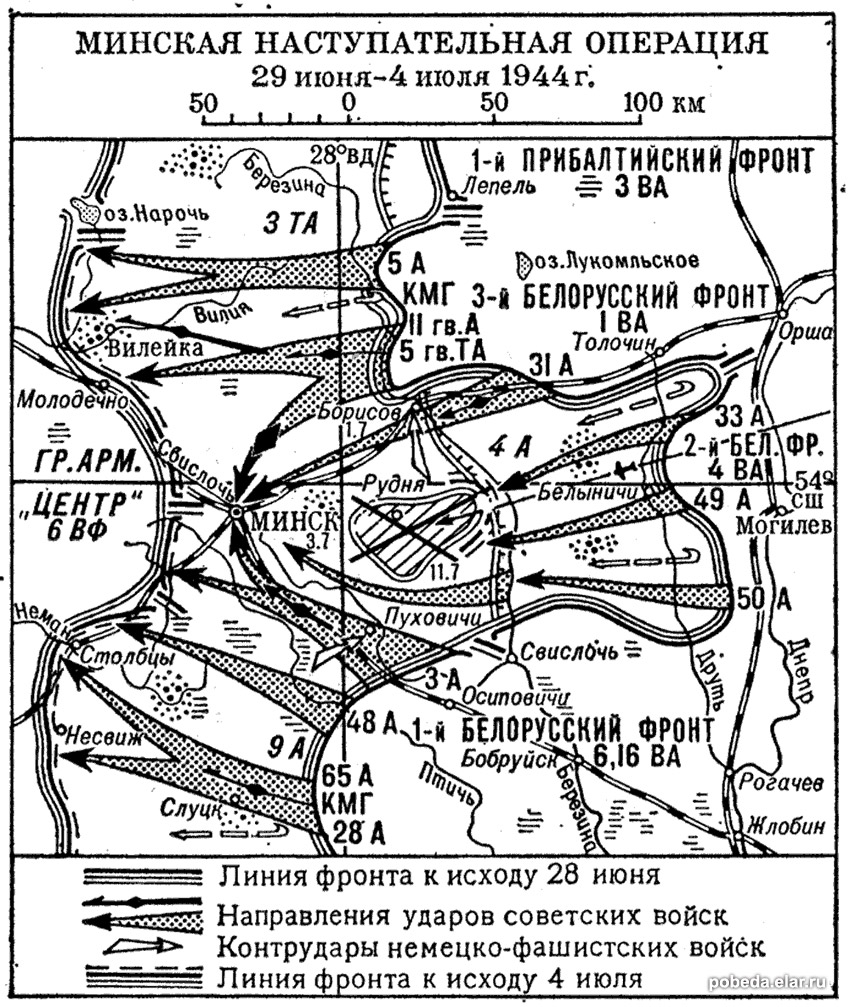 МИНСКАЯ НАСТУПАТЕЛЬНАЯ ОПЕРАЦИЯ
29 июня–4 июля 1944 г.
50 0 50 100 км
28° вд
Березина
1-й ПРИБАЛТИЙСКИЙ ФРОНТ
Лепель
3 ВА
оз. Нарочь
3 ТА
5 А
оз. Лукомльское
КМГ
3-й БЕЛОРУССКИЙ ФРОНТ
Вилия
11 гв. А
1 ВА
Орша
Вилейка
5 гв. ТА
Толочин
31 А
Молодечно
Борисов
1.7
33 А
4 А
2-й БЕЛ. ФР.
ГР. АРМ.
Свислочь
4 ВА
54°
сш
„ЦЕНТР"
Рудня
Белыничи
49 А
6 ВФ
МИНСК
3.7
Могилев
11.7
50 А
Неман
Пуховичи
Столбцы
Свислочь
Друть
Днепр
3 А
Осиповичи
48 А
1-й БЕЛОРУССКИЙ ФРОНТ
Несвиж
9 А
Бобруйск
6,16 ВА
65 А
Птичь
Березина
Рогачев
КМГ
Слуцк
28 А
Жлобин
Линия фронта к исходу 28 июня
Направления ударов советских войск
Контрудары немецко-фашистских войск
Линия фронта к исходу 4 июля
pobeda.elar.ru